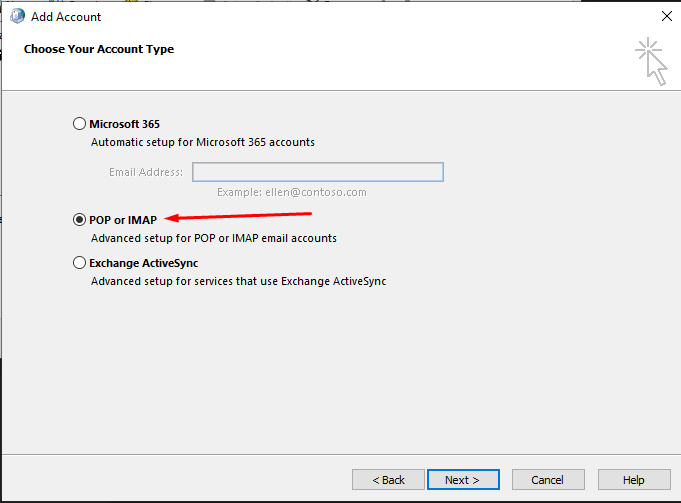 Add Account
Choose Your Account Type
Microsoft 365
Automatic setup for Microsoft 365 accounts
Email Address:
Example: ellen@contoso.com
POP or IMAP
Advanced setup for POP or IMAP email accounts
Exchange ActiveSync
Advanced setup for services that use Exchange ActiveSync
< Back Next > Cancel Help